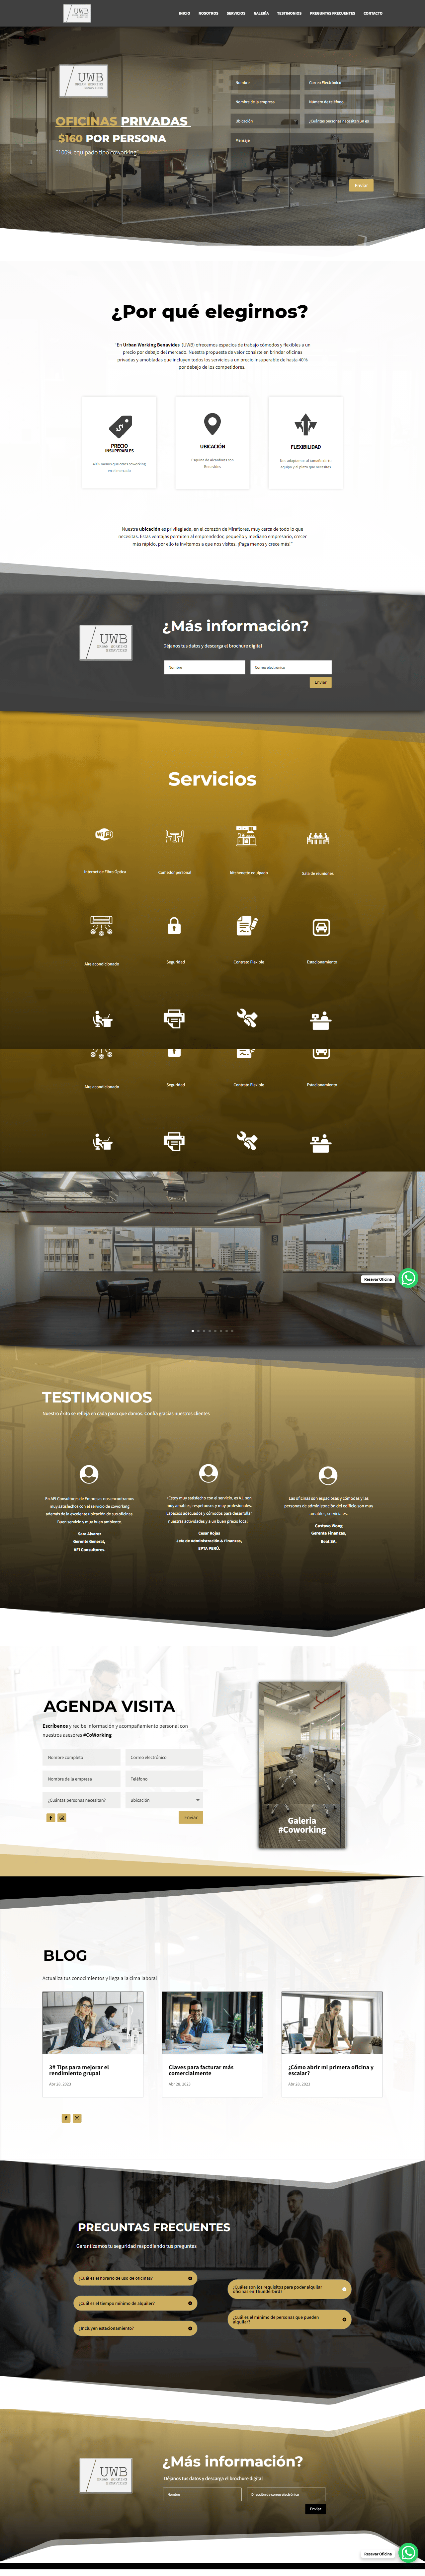 UWB
URBAN WORKING
BENAVIDES
INICIO
NOSOTROS
SERVICIOS
GALERÍA
TESTIMONIOS
PREGUNTAS FRECUENTES
CONTACTO
UWB
URBAN WORKING
BENAVIDES
OFICINAS PRIVADAS
$160 POR PERSONA
"100% equipado tipo coworking".
Nombre
Correo Electrónico
Nombre de la empresa
Número de teléfono
Ubicación
¿Cuántas personas necesitan un es
Mensaje
Enviar
¿Por qué elegirnos?
"En Urban Working Benavides (UWB) ofrecemos espacios de trabajo cómodos y flexibles a un
precio por debajo del mercado. Nuestra propuesta de valor consiste en brindar oficinas
privadas y amobladas que incluyen todos los servicios a un precio insuperable de hasta 40%
por debajo de los competidores.
PRECIO
INSUPERABLES
40% menos que otros coworking
en el mercado
UBICACIÓN
Esquina de Alcanfores con
Benavides
FLEXIBILIDAD
Nos adaptamos al tamaño de tu
equipo y al plazo que necesites
Nuestra ubicación es privilegiada, en el corazón de Miraflores, muy cerca de todo lo que
necesitas. Estas ventajas permiten al emprendedor, pequeño y mediano empresario, crecer
más rápido, por ello te invitamos a que nos visites. ¡Paga menos y crece más!"
UWB
URBAN WORKING
BENAVIDES
¿Más información?
Déjanos tus datos y descarga el brochure digital
Nombre
Correo electrónico
Enviar
Servicios
Internet de Fibra Óptica
Comedor personal
kitchenette equipado
Sala de reuniones
Aire acondicionado
Seguridad
Contrato Flexible
Estacionamiento
Aire acondicionado
Seguridad
Contrato Flexible
Estacionamiento
Reservar Oficina
TESTIMONIOS
Nuestro éxito se refleja en cada paso que damos: Confía gracias nuestros clientes
En AFI Consultores de Empresas nos encontramos
muy satisfechos con el servicio de coworking
además de la excelente ubicación de sus oficinas.
Buen servicio y muy buen ambiente.
Sara Alvarez
Gerente General,
AFI Consultores.
«Estoy muy satisfecho con el servicio, es A1, son
muy amables, respetuosos y muy profesionales.
Espacios adecuados y cómodos para desarrollar
nuestras actividades y a un buen precio local
Cesar Rojas
Jefe de Administración & Finanzas,
EPTA PERÚ.
Las oficinas son espaciosas y cómodas y las
personas de administración del edificio son muy
amables, serviciales.
Gustavo Wong
Gerente Finanzas,
Beat SA.
AGENDA VISITA
Escríbenos y recibe información y acompañamiento personal con
nuestros asesores #CoWorking
Nombre completo
Correo electrónico
Nombre de la empresa
Teléfono
¿Cuántas personas necesitan?
ubicación
Enviar
Galeria
#Coworking
BLOG
Actualiza tus conocimientos y llega a la cima laboral
3# Tips para mejorar el
rendimiento grupal
Abr 18, 2023
Claves para facturar más
comercialmente
Abr 18, 2023
¿Cómo abrir mi primera oficina y
escalar?
Abr 18, 2023
PREGUNTAS FRECUENTES
Garantizamos tu seguridad respodiendo tus preguntas
¿Cuál es el horario de uso de oficinas?
¿Cuál es el tiempo mínimo de alquiler?
¿Incluyen estacionamiento?
¿Cuáles son los requisitos para poder alquilar
oficinas en Thunderbird?
¿Cuál es el mínimo de personas que pueden
alquilar?
UWB
URBAN WORKING
BENAVIDES
¿Más información?
Déjanos tus datos y descarga el brochure digital
Nombre
Dirección de correo electrónico
Enviar
Reservar Oficina